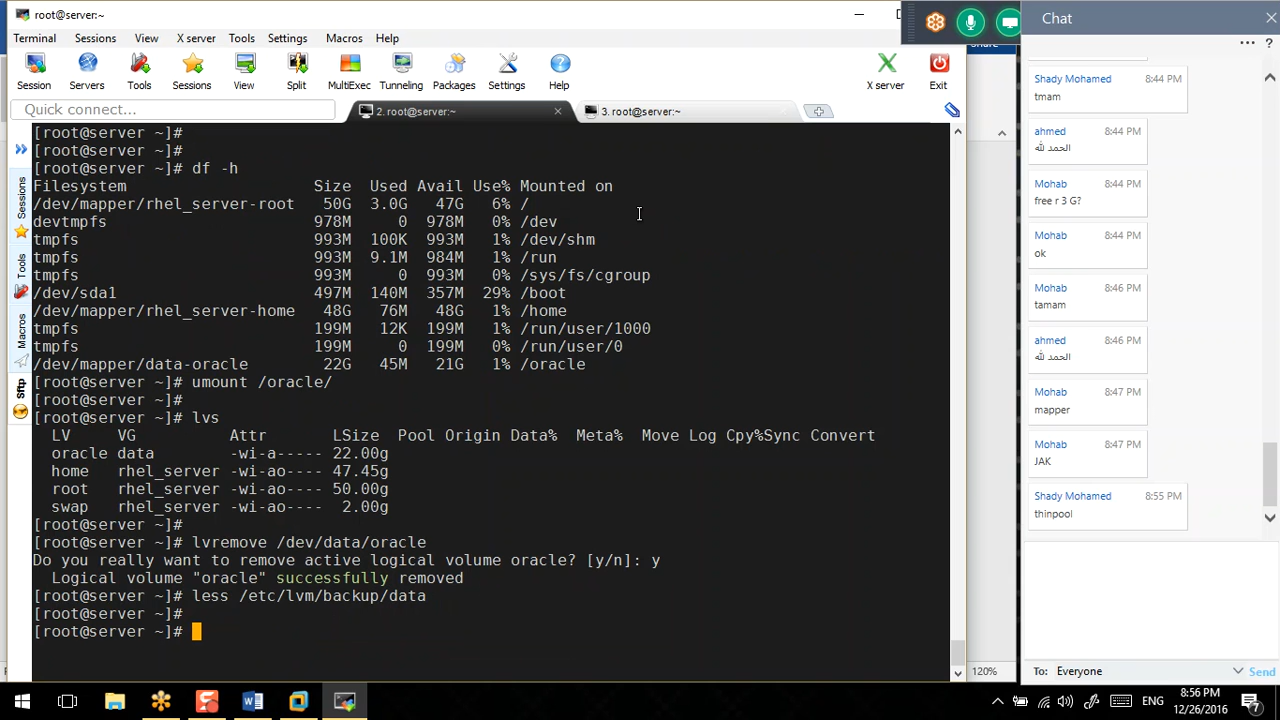 root@server:~
Terminal Sessions View X server Tools Settings Macros Help
Session Servers Tools Sessions View Split MultiExec Tunneling Packages Settings Help X server Exit
Quick connect...
2. root@server:~
3. root@server:~
Sessions
Tools
Macros
Sftp
[root@server ~]#
[root@server ~]#
[root@server ~]# df -h
Filesystem Size Used Avail Use% Mounted on
/dev/mapper/rhel_server-root 50G 3.0G 47G 6% /
devtmpfs 978M 0 978M 0% /dev
tmpfs 993M 100K 993M 1% /dev/shm
tmpfs 993M 9.1M 984M 1% /run
tmpfs 993M 0 993M 0% /sys/fs/cgroup
/dev/sda1 497M 140M 357M 29% /boot
/dev/mapper/rhel_server-home 48G 76M 48G 1% /home
tmpfs 199M 12K 199M 1% /run/user/1000
tmpfs 199M 0 199M 0% /run/user/0
/dev/mapper/data-oracle 22G 45M 21G 1% /oracle
[root@server ~]# umount /oracle/
[root@server ~]#
[root@server ~]# lvs
LV VG Attr LSize Pool Origin Data% Meta% Move Log Cpy%Sync Convert
oracle data -wi-a----- 22.00g
home rhel_server -wi-ao---- 47.45g
root rhel_server -wi-ao---- 50.00g
swap rhel_server -wi-ao---- 2.00g
[root@server ~]#
[root@server ~]# lvremove /dev/data/oracle
Do you really want to remove active logical volume oracle? [y/n]: y
Logical volume "oracle" successfully removed
[root@server ~]# less /etc/lvm/backup/data
[root@server ~]#
[root@server ~]#
120%
Chat
?
Shady Mohamed 8:44 PM
tmam
ahmed 8:44 PM
الحمد لله
Mohab 8:44 PM
free r 3 G?
Mohab 8:44 PM
ok
Mohab 8:46 PM
tamam
ahmed 8:46 PM
الحمد لله
Mohab 8:47 PM
mapper
Mohab 8:47 PM
JAK
Shady Mohamed 8:55 PM
thinpool
To: Everyone Send
ENG
8:56 PM
12/26/2016
7